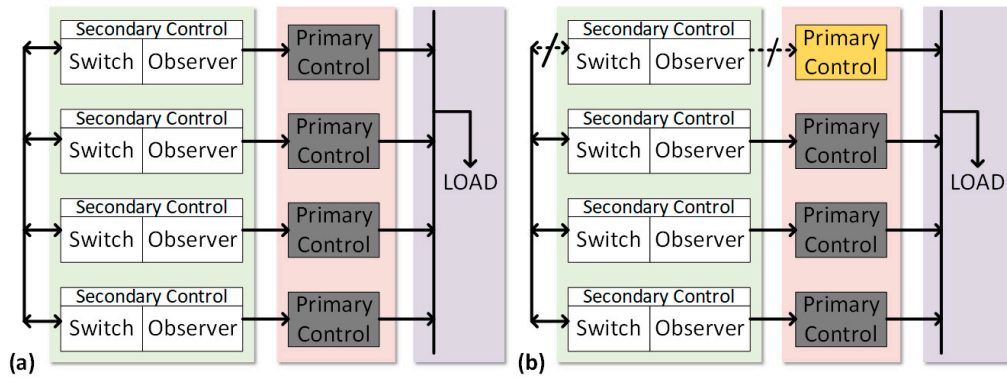 Secondary Control
Switch Observer
Primary
Control
Secondary Control
Switch Observer
Primary
Control
LOAD
Secondary Control
Switch Observer
Primary
Control
Secondary Control
Switch Observer
Primary
Control
(a)
Secondary Control
Switch Observer
Primary
Control
Secondary Control
Switch Observer
Primary
Control
LOAD
Secondary Control
Switch Observer
Primary
Control
Secondary Control
Switch Observer
Primary
Control
(b)